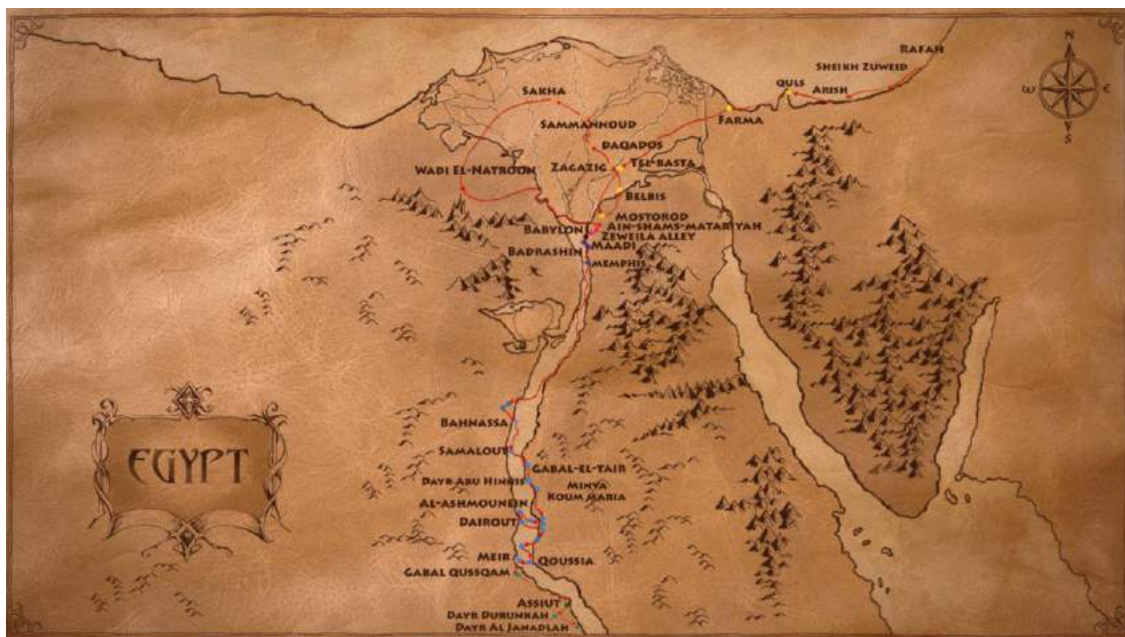 N
RAFAH
SHEIKH ZUWEID
QULS
ARISH
ω
E
SAKHA
FARMA
S
SAMMANNOUD
DAQADOS
WADI EL-NATROON
ZAGAZIG
TEL-BASTA
BELBIS
MOSTOROD
BABYLON
AIN-SHAMS-MATARIYAH
ZEWEILA ALLEY
BADRASHIN
MAADI
MEMPHIS
BAHNASSA
SAMALOUT
EGYPT
GABAL-EL-TAIR
DAYR ABU HINNIS
MINYA
KOUM MARIA
AL-ASHMOUNEIN
DAIROUT
MEIR
QOUSSIA
GABAL QUSSQAM
ASSIUT
DAYR DURUNKAH
DAYR AL JANADLAH